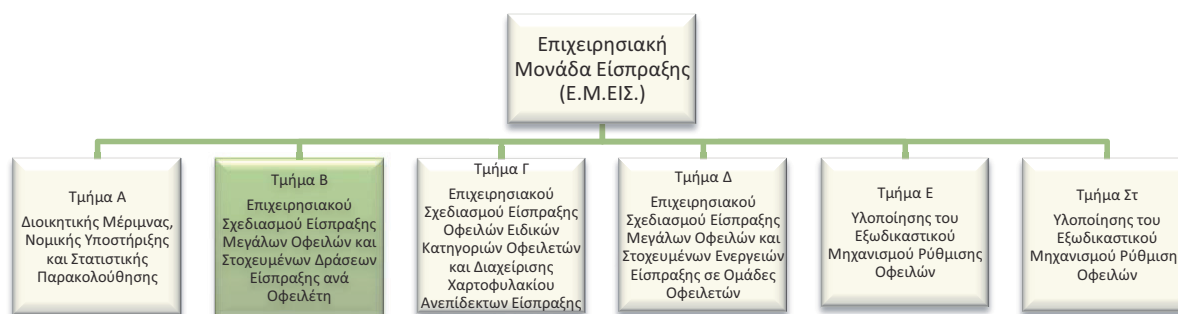 Επιχειρησιακή
Μονάδα Είσπραξης
(Ε.Μ.ΕΙΣ.)
Τμήμα Α
Διοικητικής Μέριμνας,
Νομικής Υποστήριξης
και Στατιστικής
Παρακολούθησης
Τμήμα Β
Επιχειρησιακού
Σχεδιασμού Είσπραξης
Μεγάλων Οφειλών και
Στοχευμένων Δράσεων
Είσπραξης ανά
Οφειλέτη
Τμήμα Γ
Επιχειρησιακού
Σχεδιασμού Είσπραξης
Οφειλών Ειδικών
Κατηγοριών Οφειλετών
και Διαχείρισης
Χαρτοφυλακίου
Ανεπίδεκτων Είσπραξης
Τμήμα Δ
Επιχειρησιακού
Σχεδιασμού Είσπραξης
Μεγάλων Οφειλών και
Στοχευμένων Ενεργειών
Είσπραξης σε Ομάδες
Οφειλετών
Τμήμα Ε
Υλοποίησης του
Εξωδικαστικού
Μηχανισμού Ρύθμισης
Οφειλών
Τμήμα Στ
Υλοποίησης του
Εξωδικαστικού
Μηχανισμού Ρύθμιση
Οφειλών